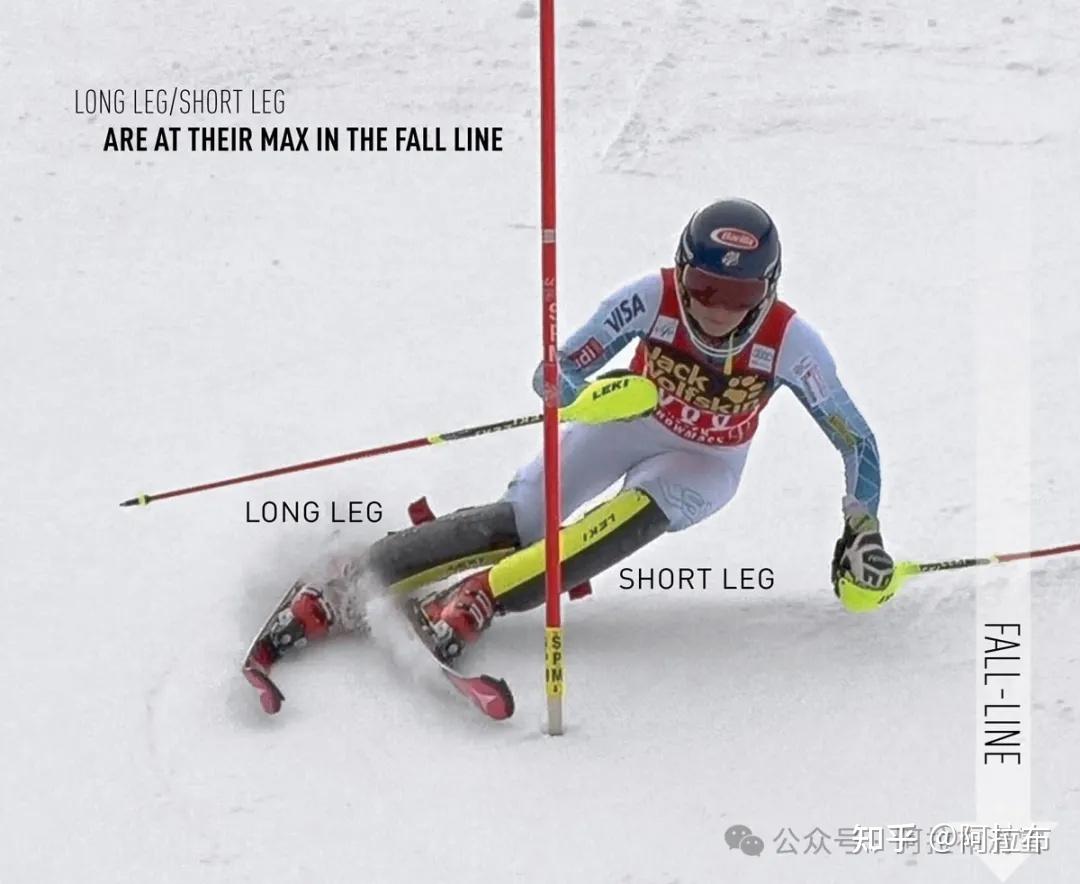 LONG LEG/SHORT LEG
ARE AT THEIR MAX IN THE FALL LINE
Barilla
VISA
LEKI
Jack
Wolfskin
LONG LEG
LEKI
SHORT LEG
SPM
FALL-LINE
知乎 @阿拉布
公众号